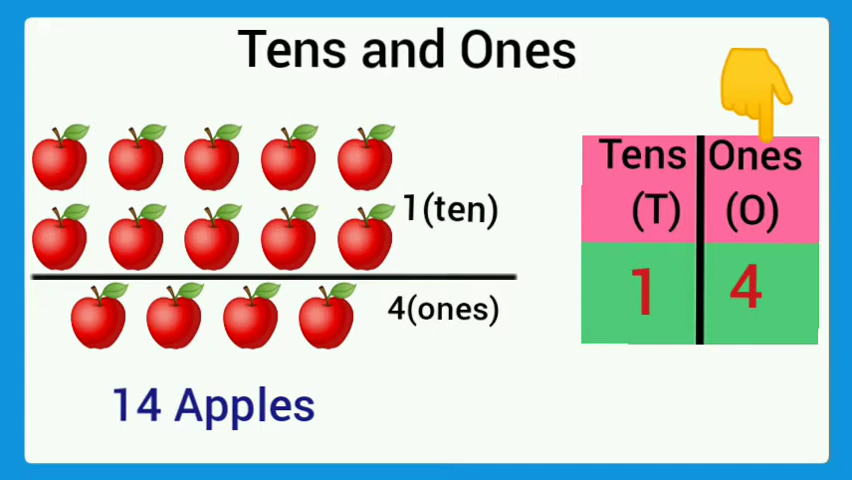 Tens and Ones
1(ten)
4(ones)
14 Apples
Tens Ones
(T) (O)
1 4